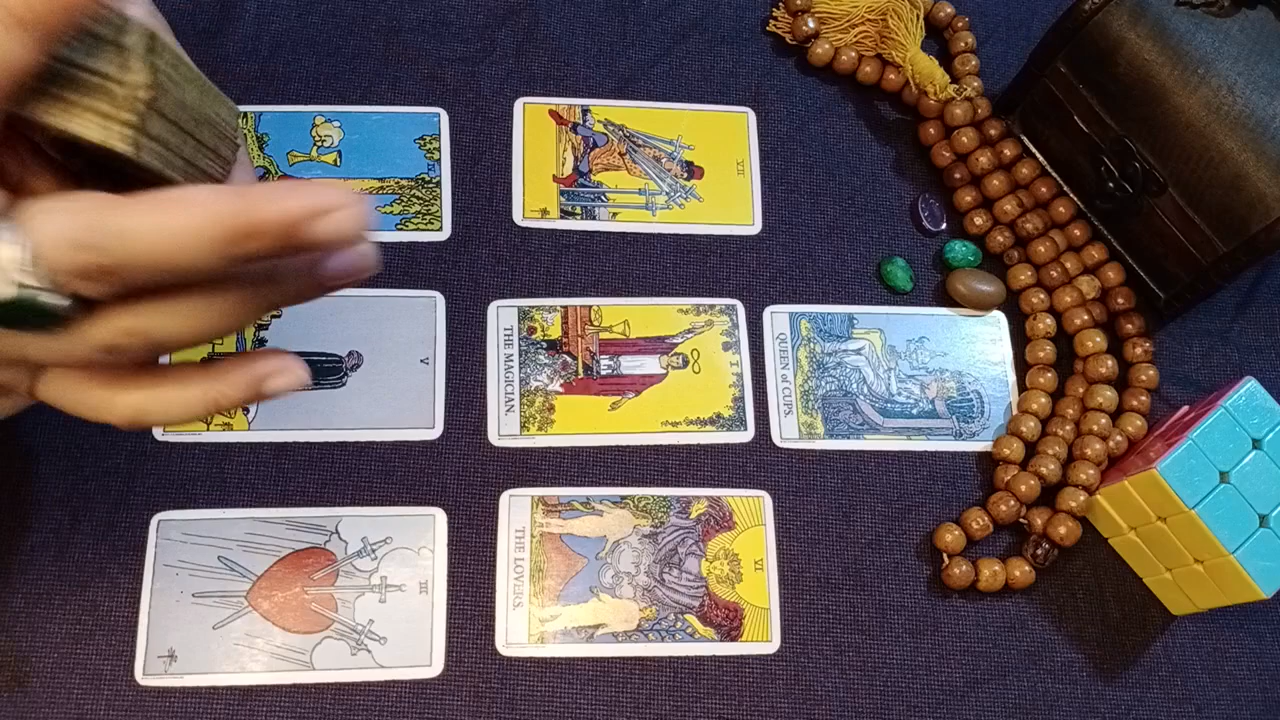 VII
V
THE MAGICIAN.
QUEEN of CUPS.
III
THE LOVERS.
VI